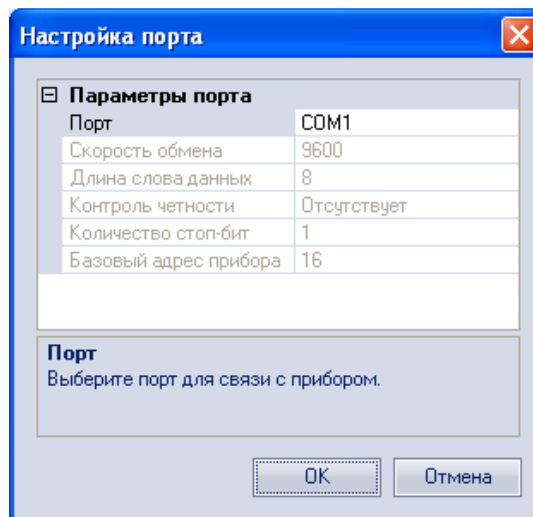 Настройка порта
Параметры порта
Порт COM1
Скорость обмена 9600
Длина слова данных 8
Контроль четности Отсутствует
Количество стоп-бит 1
Базовый адрес прибора 16
Порт
Выберите порт для связи с прибором.
OK Отмена